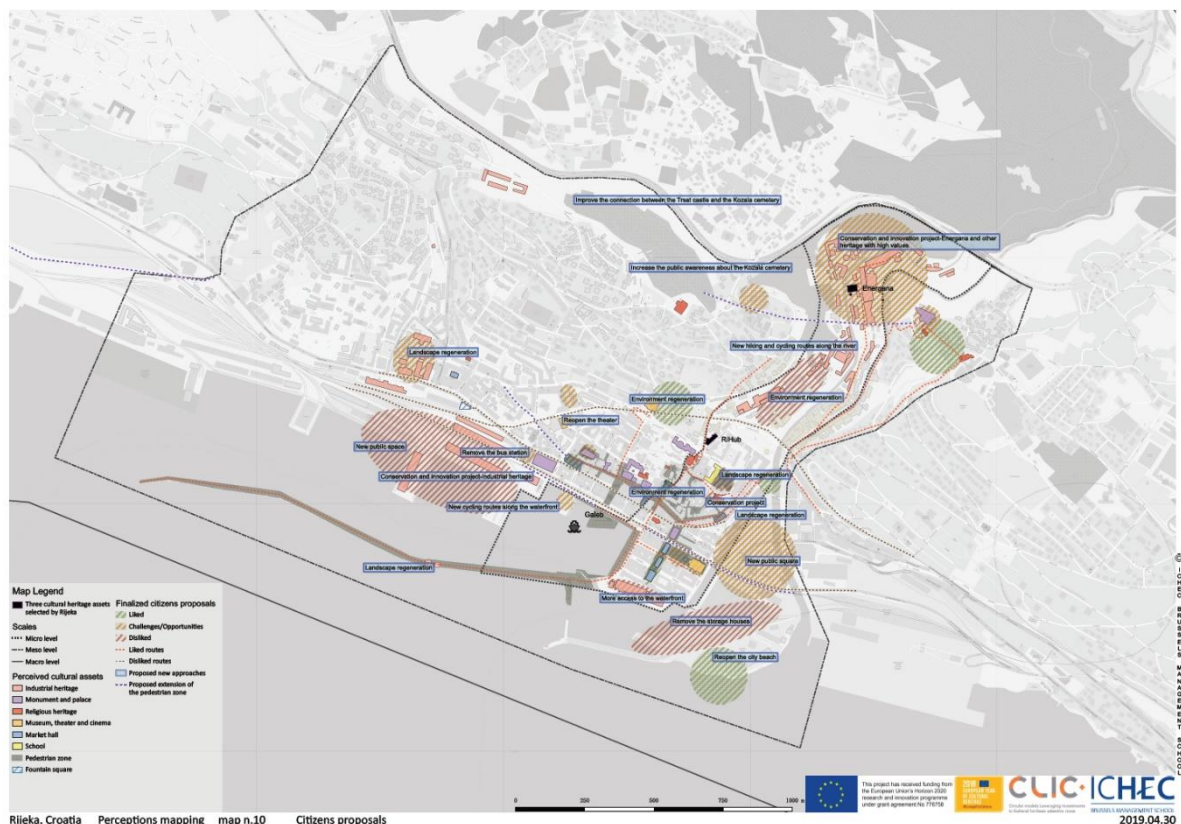 Improve the connection between the Trsat castle and the Kozala cemetery
Conservation and innovation project-Energana and other
heritage with high values
Increase the public awareness about the Kozala cemetery
Energana
New hiking and cycling routes along the river
Landscape regeneration
Environment regeneration
Environment regeneration
Reopen the theater
RiHub
New public space
Remove the bus station
Landscape regeneration
Conservation and innovation project-Industrial heritage
Environment regeneration
Conservation project
New cycling routes along the waterfront
Galeb
Landscape regeneration
New public square
Landscape regeneration
More access to the waterfront
Remove the storage houses
Reopen the city beach
Map Legend
Three cultural heritage assets
selected by Rijeka
Scales
Micro level
Meso level
Macro level
Perceived cultural assets
Industrial heritage
Monument and palace
Religious heritage
Museum, theater and cinema
Market hall
School
Pedestrian zone
Fountain square
Finalized citizens proposals
Liked
Challenges/Opportunities
Disliked
Liked routes
Disliked routes
Proposed new approaches
Proposed extension of
the pedestrian zone
© ICHEC BRUSSELS MANAGEMENT SCHOOL
0 250 500 750 1000
This project has received funding from
the European Union's Horizon 2020
research and innovation programme
under grant agreement No 776758
2018
EUROPEAN YEAR
OF CULTURAL
HERITAGE
CLIC
ICHEC
BRUSSELS MANAGEMENT SCHOOL
Rijeka, Croatia Perceptions mapping map n.10 Citizens proposals
2019.04.30